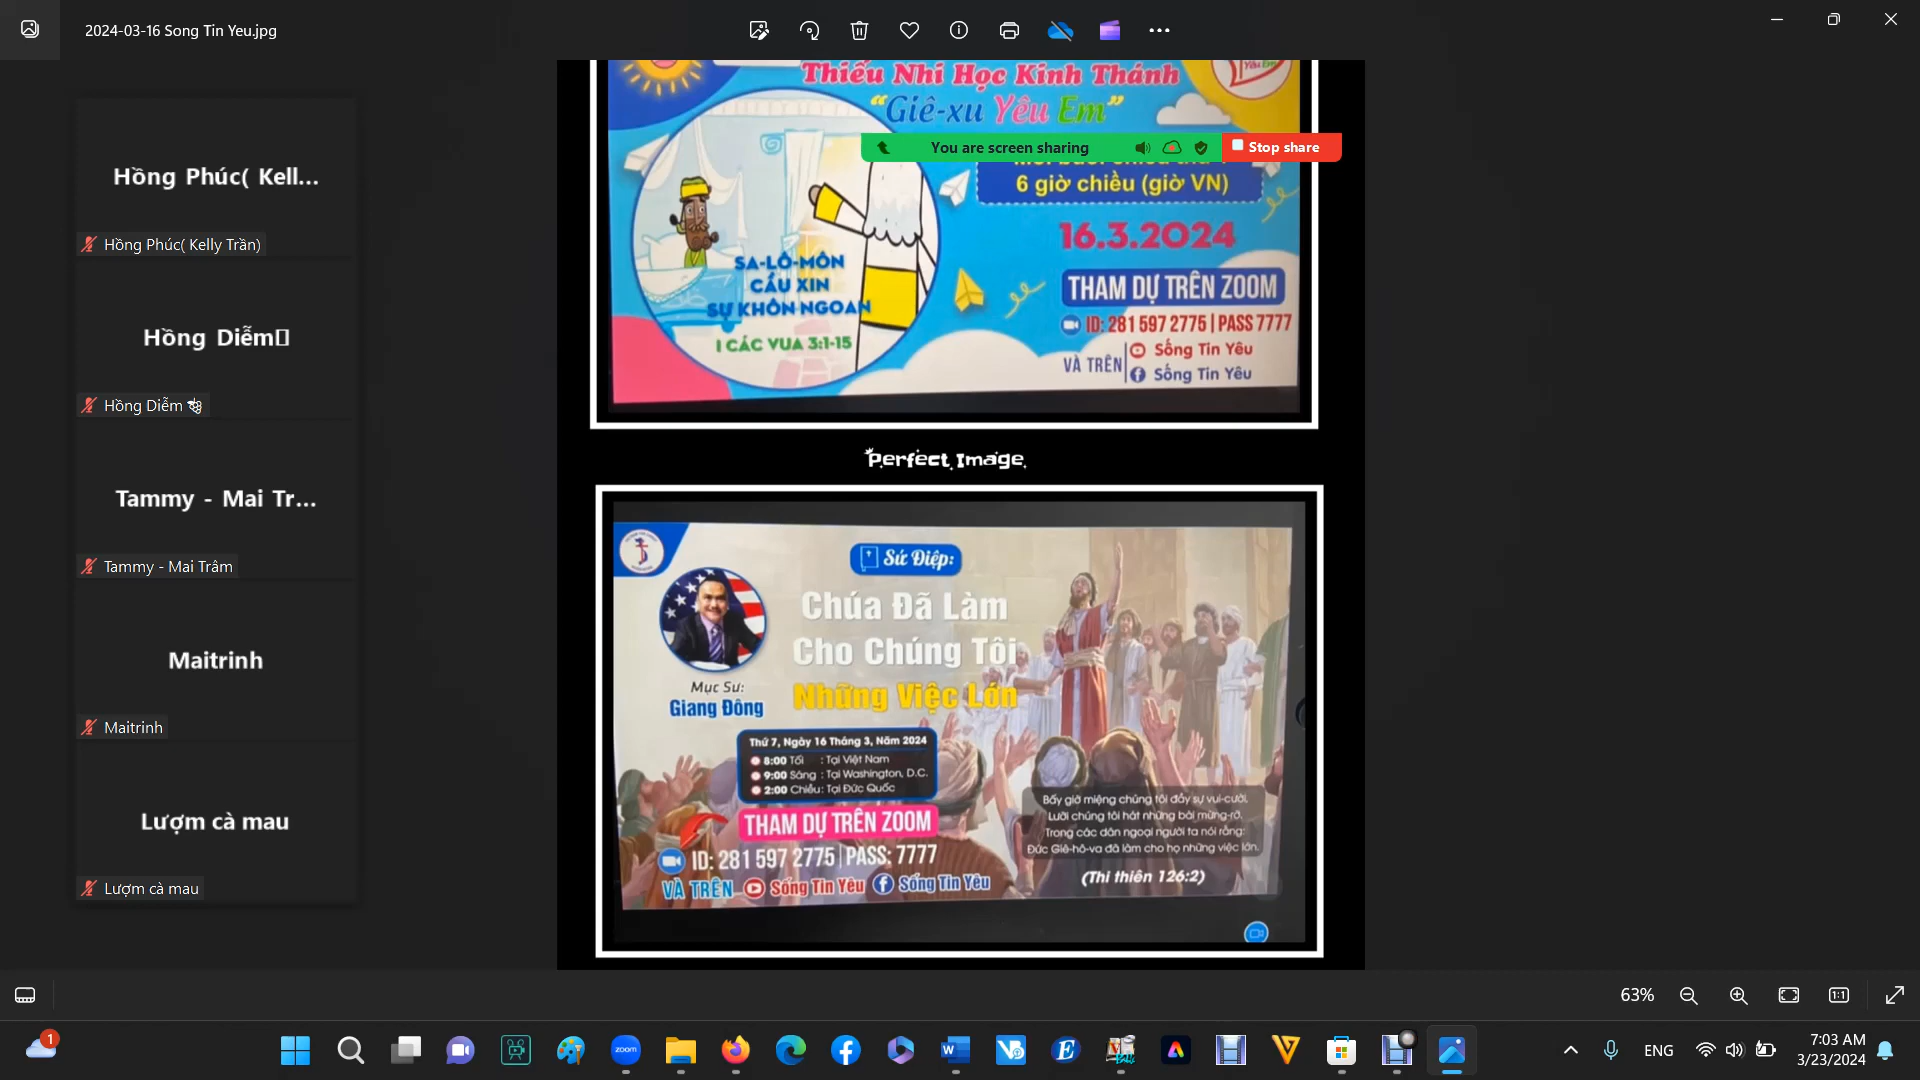 2024-03-16 Song Tin Yeu.jpg
Thiếu Nhi Học Kinh Thánh
“Giê-xu Yêu Em”
You are screen sharing
Stop share
6 giờ chiều (giờ VN)
16.3.2024
SA-LÔ-MÔN
CẦU XIN
SỰ KHÔN NGOAN
I CÁC VUA 3:1-15
THAM DỰ TRÊN ZOOM
ID: 281 597 2775 | PASS 7777
VÀ TRÊN
Sống Tin Yêu
Sống Tin Yêu
Hồng Phúc( Kell...
Hồng Phúc( Kelly Trần)
Hồng Diễm
Hồng Diễm
Tammy - Mai Tr...
Tammy - Mai Trâm
Maitrinh
Maitrinh
Lượm cà mau
Lượm cà mau
Perfect Image
Sứ Điệp:
Chúa Đã Làm
Cho Chúng Tôi
Những Việc Lớn
Mục Sư:
Giang Đông
Thứ 7, Ngày 16 Tháng 3, Năm 2024
8:00 Tối : Tại Việt Nam
9:00 Sáng : Tại Washington, D.C.
2:00 Chiều: Tại Đức Quốc
THAM DỰ TRÊN ZOOM
ID: 281 597 2775 | PASS: 7777
VÀ TRÊN Sống Tin Yêu Sống Tin Yêu
Bấy giờ miệng chúng tôi đầy sự vui-cười,
Lưỡi chúng tôi hát những bài mừng-rỡ.
Trong các dân ngoại người ta nói rằng:
Đức Giê-hô-va đã làm cho họ những việc lớn.
(Thi thiên 126:2)
63%
1:1
1
zoom
ENG
7:03 AM
3/23/2024